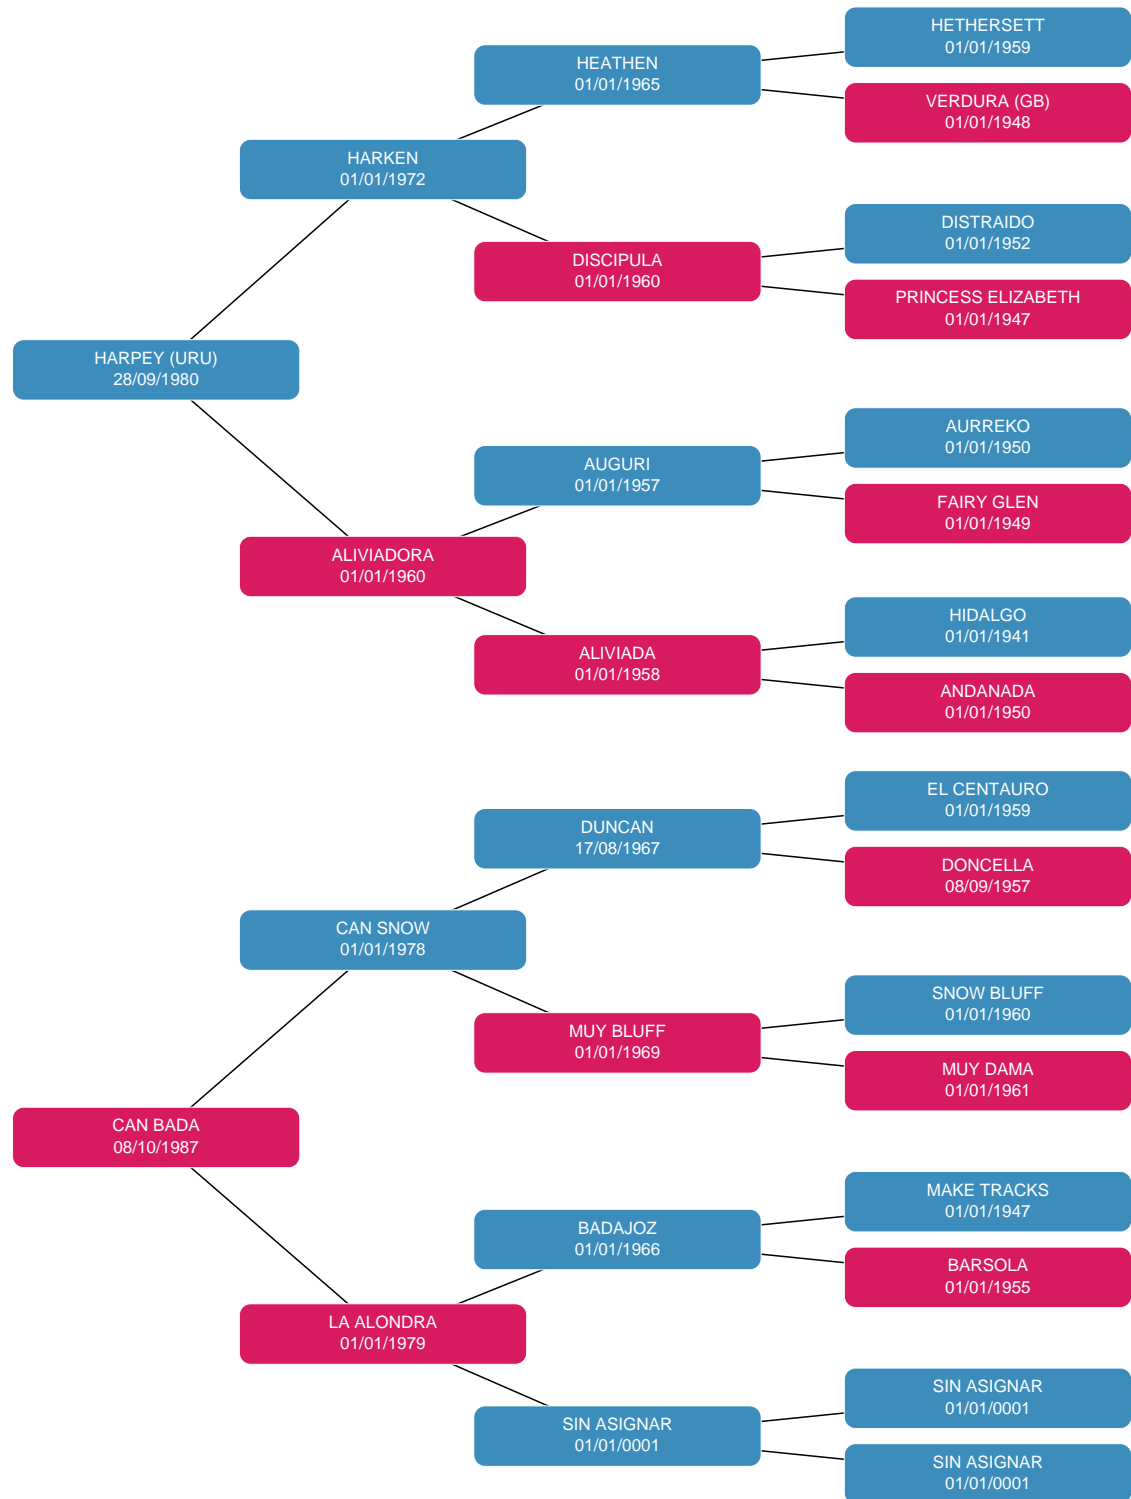 HETHERSETT
01/01/1959
HEATHEN
01/01/1965
VERDURA (GB)
01/01/1948
HARKEN
01/01/1972
DISTRAIDO
01/01/1952
DISCIPULA
01/01/1960
PRINCESS ELIZABETH
01/01/1947
HARPEY (URU)
28/09/1980
AURREKO
01/01/1950
AUGURI
01/01/1957
FAIRY GLEN
01/01/1949
ALIVIADORA
01/01/1960
HIDALGO
01/01/1941
ALIVIADA
01/01/1958
ANDANADA
01/01/1950
EL CENTAURO
01/01/1959
DUNCAN
17/08/1967
DONCELLA
08/09/1957
CAN SNOW
01/01/1978
SNOW BLUFF
01/01/1960
MUY BLUFF
01/01/1969
MUY DAMA
01/01/1961
CAN BADA
08/10/1987
MAKE TRACKS
01/01/1947
BADAJOZ
01/01/1966
BARSOLA
01/01/1955
LA ALONDRA
01/01/1979
SIN ASIGNAR
01/01/0001
SIN ASIGNAR
01/01/0001
SIN ASIGNAR
01/01/0001